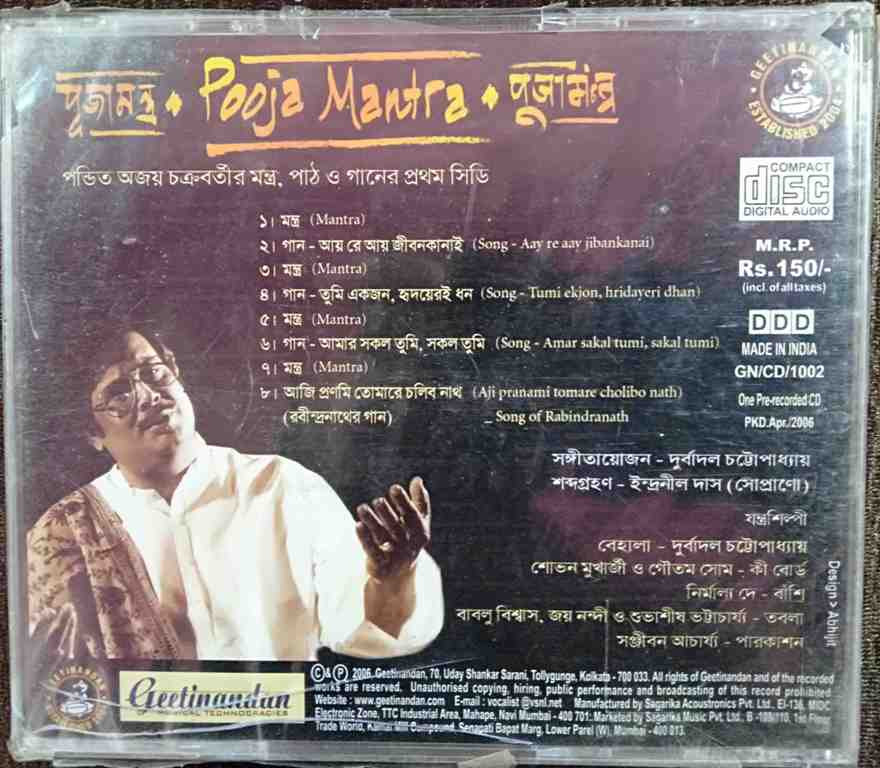 পূজামন্ত্র ♦ Pooja Mantra ♦ পূজামন্ত্র
GEETINANDAN
ESTABLISHED 2004
পন্ডিত অজয় চক্রবর্তীর মন্ত্র, পাঠ ও গানের প্রথম সিডি
COMPACT
disc
DIGITAL AUDIO
১। মন্ত্র (Mantra)
২। গান - আয় রে আয় জীবনকানাই (Song - Aay re aay jibankanai)
৩। মন্ত্র (Mantra)
৪। গান - তুমি একজন, হৃদয়েরই ধন (Song - Tumi ekjon, hridayeri dhan)
৫। মন্ত্র (Mantra)
৬। গান - আমার সকল তুমি, সকল তুমি (Song - Amar sakal tumi, sakal tumi)
৭। মন্ত্র (Mantra)
৮। আজি প্রণমি তোমারে চলিব নাথ (Aji pranami tomare cholibo nath)
(রবীন্দ্রনাথের গান) _ Song of Rabindranath
M.R.P.
Rs.150/-
(incl. of all taxes)
DDD
MADE IN INDIA
GN/CD/1002
One Pre-recorded CD
PKD.Apr./2006
সঙ্গীতায়োজন - দুর্বাদল চট্টোপাধ্যায়
শব্দগ্রহণ - ইন্দ্রনীল দাস (সোপ্রাণো)
যন্ত্রশিল্পী
বেহালা - দুর্বাদল চট্টোপাধ্যায়
শোভন মুখার্জী ও গৌতম সোম - কী বোর্ড
নির্মাল্য দে - বাঁশি
বাবলু বিশ্বাস, জয় নন্দী ও শুভাশীষ ভট্টাচার্য্য - তবলা
সঞ্জীবন আচার্য্য - পারকাশন
Design > Abhijit
GEETINANDAN
Geetinandan
OF MUSICAL TECHNOCRACIES
©& ℗ 2006 Geetinandan, 70, Uday Shankar Sarani, Tollygunge, Kolkata - 700 033. All rights of Geetinandan and of the recorded
works are reserved. Unauthorised copying, hiring, public performance and broadcasting of this record prohibited.
Website : www.geetinandan.com E-mail : vocalist @vsnl.net Manufactured by Sagarika Acoustronics Pvt. Ltd., El-136, MIDC
Electronic Zone, TTC Industrial Area, Mahape, Navi Mumbai - 400 701: Marketed by Sagarika Music Pvt. Ltd., B -109/110, 1st Floor,
Trade World, Kamal Mill Compound, Senapati Bapat Marg, Lower Parel (W), Mumbai - 400 013.